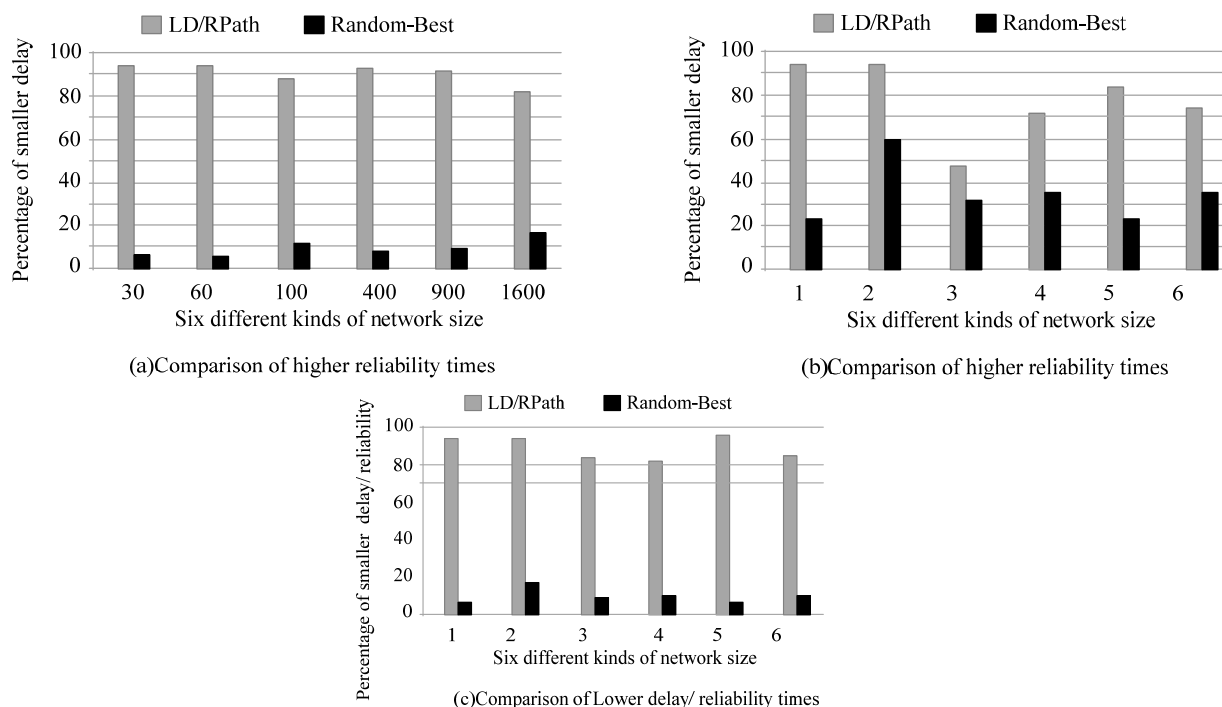 LD/RPath Random-Best
Percentage of smaller delay
100
80
60
40
20
0
30 60 100 400 900 1600
Six different kinds of network size
(a)Comparison of higher reliability times
LD/RPath Random-Best
Percentage of smaller delay
100
80
60
40
20
0
1 2 3 4 5 6
Six different kinds of network size
(b)Comparison of higher reliability times
LD/RPath Random-Best
Percentage of smaller delay/ reliability
100
80
60
40
20
0
1 2 3 4 5 6
Six different kinds of network size
(c)Comparison of Lower delay/ reliability times